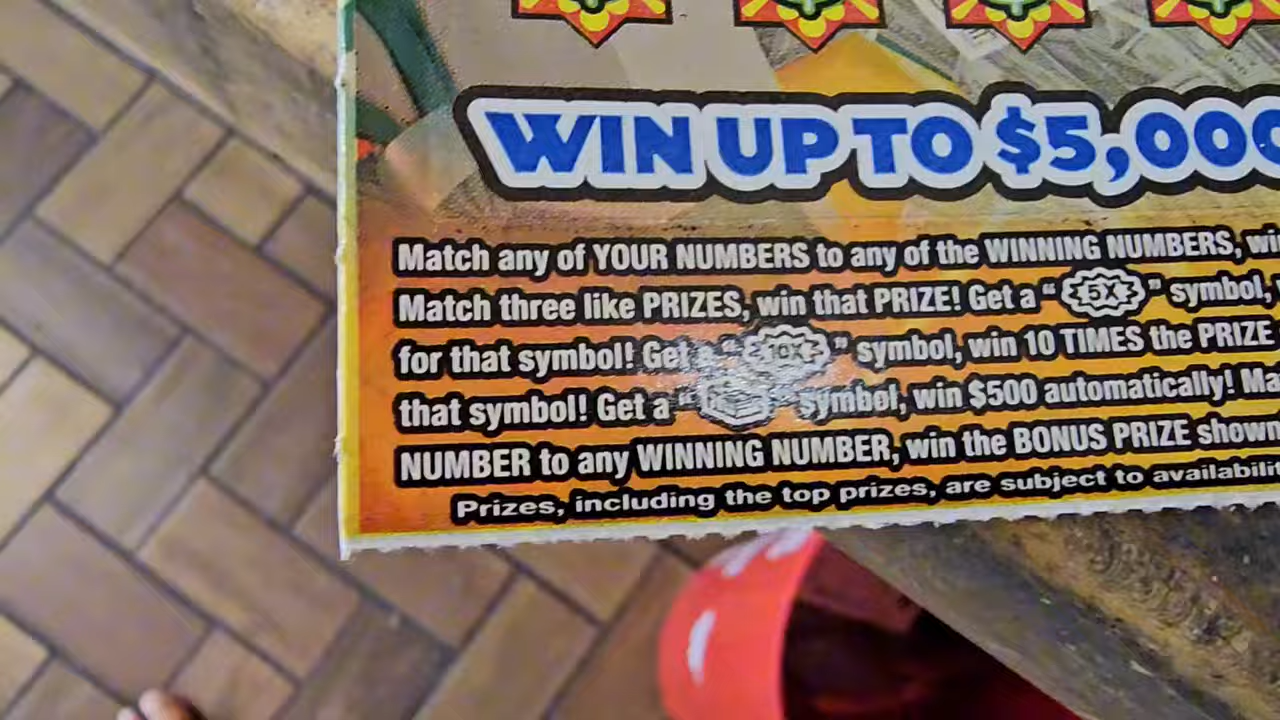 WIN UP TO $5,000
Match any of YOUR NUMBERS to any of the WINNING NUMBERS, wi
Match three like PRIZES, win that PRIZE! Get a “5X” symbol,
for that symbol! Get a “10X” symbol, win 10 TIMES the PRIZE
that symbol! Get a “ ” symbol, win $500 automatically! Ma
NUMBER to any WINNING NUMBER, win the BONUS PRIZE shown
Prizes, including the top prizes, are subject to availabilit